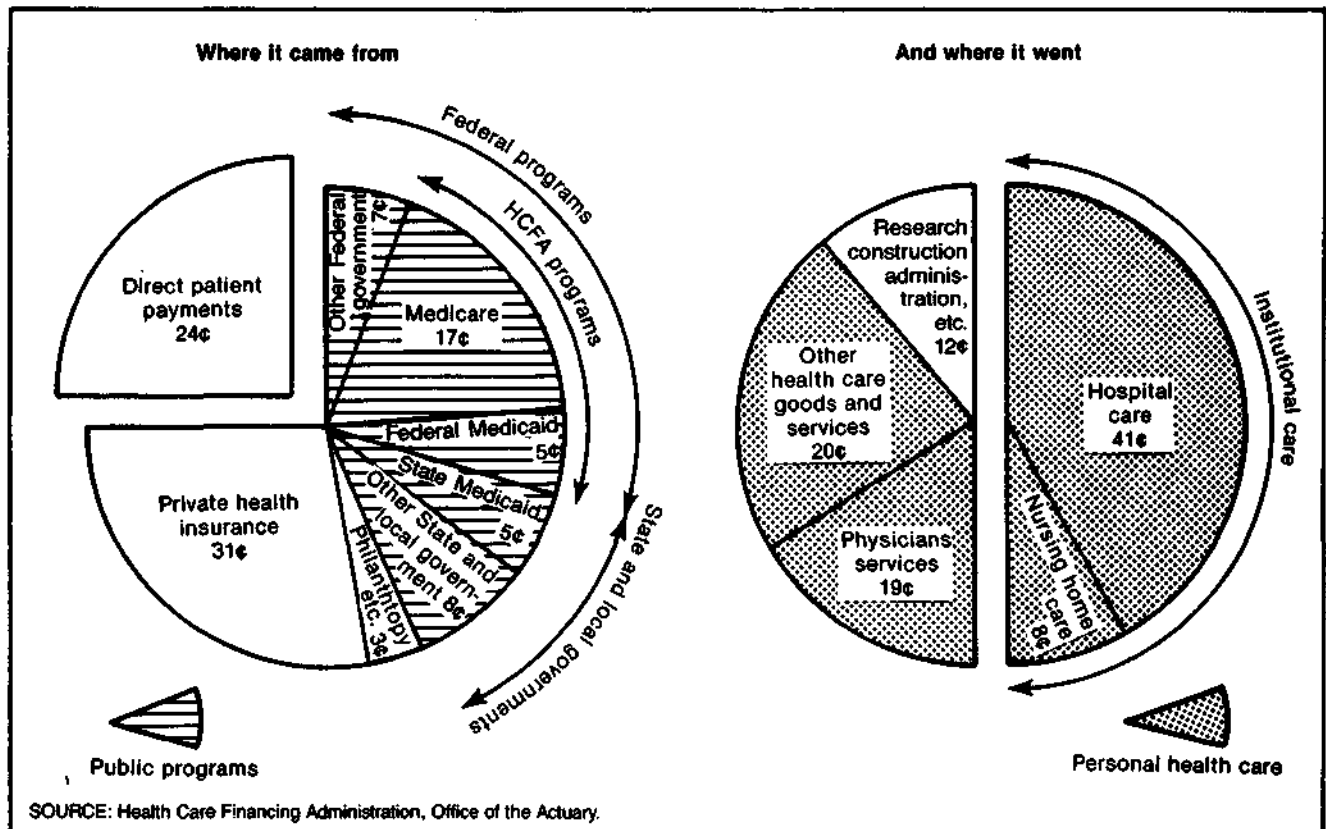 Where it came from
Federal programs
HCFA programs
Direct patient
payments
24¢
Other Federal
government
7¢
Medicare
17¢
Federal Medicaid
5¢
State Medicaid
5¢
Other State and
local govern-
ment 8¢
Philanthtopy
etc. 3¢
Private health
insurance
31¢
State and local governments
Public programs
And where it went
Research
construction
adminis-
tration,
etc.
12¢
Other
health care
goods and
services
20¢
Physicians
services
19¢
Hospital
care
41¢
Nursing home
care
8¢
Institutional care
Personal health care
SOURCE: Health Care Financing Administration, Office of the Actuary.